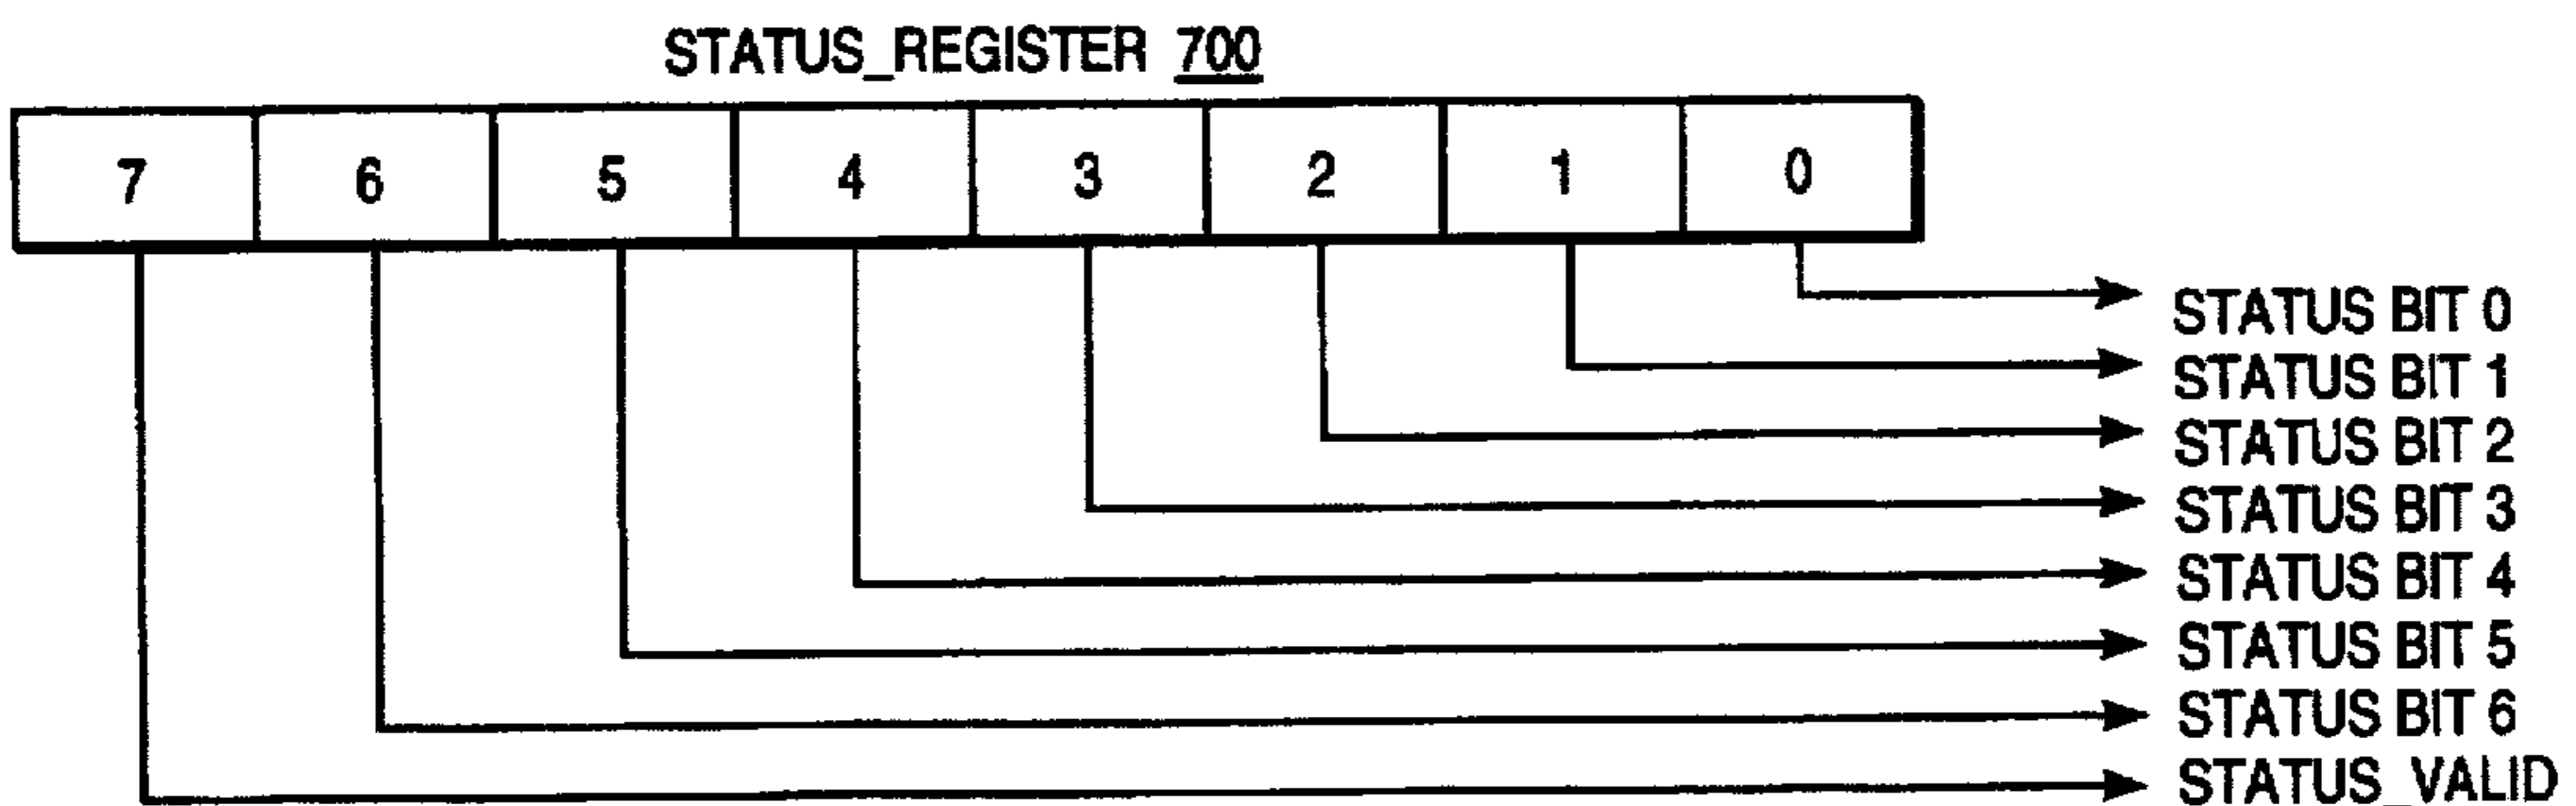 STATUS_REGISTER 700
7 6 5 4 3 2 1 0
STATUS BIT 0
STATUS BIT 1
STATUS BIT 2
STATUS BIT 3
STATUS BIT 4
STATUS BIT 5
STATUS BIT 6
STATUS_VALID